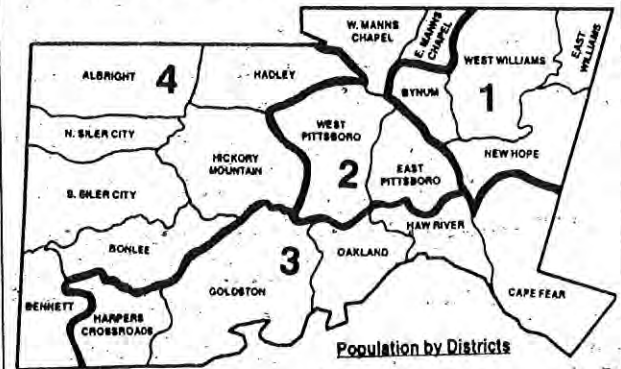 W. MANNS
CHAPEL
E. MANNS
CHAPEL
WEST WILLIAMS
EAST
WILLIAMS
ALBRIGHT
4
HADLEY
BYNUM
1
N. SILER CITY
WEST
PITTSBORO
HICKORY
MOUNTAIN
2
EAST
PITTSBORO
NEW HOPE
S. SILER CITY
HAW RIVER
BONLEE
3
OAKLAND
BENNETT
GOLDSTON
CAPE FEAR
HARPERS
CROSSROADS
Population by Districts